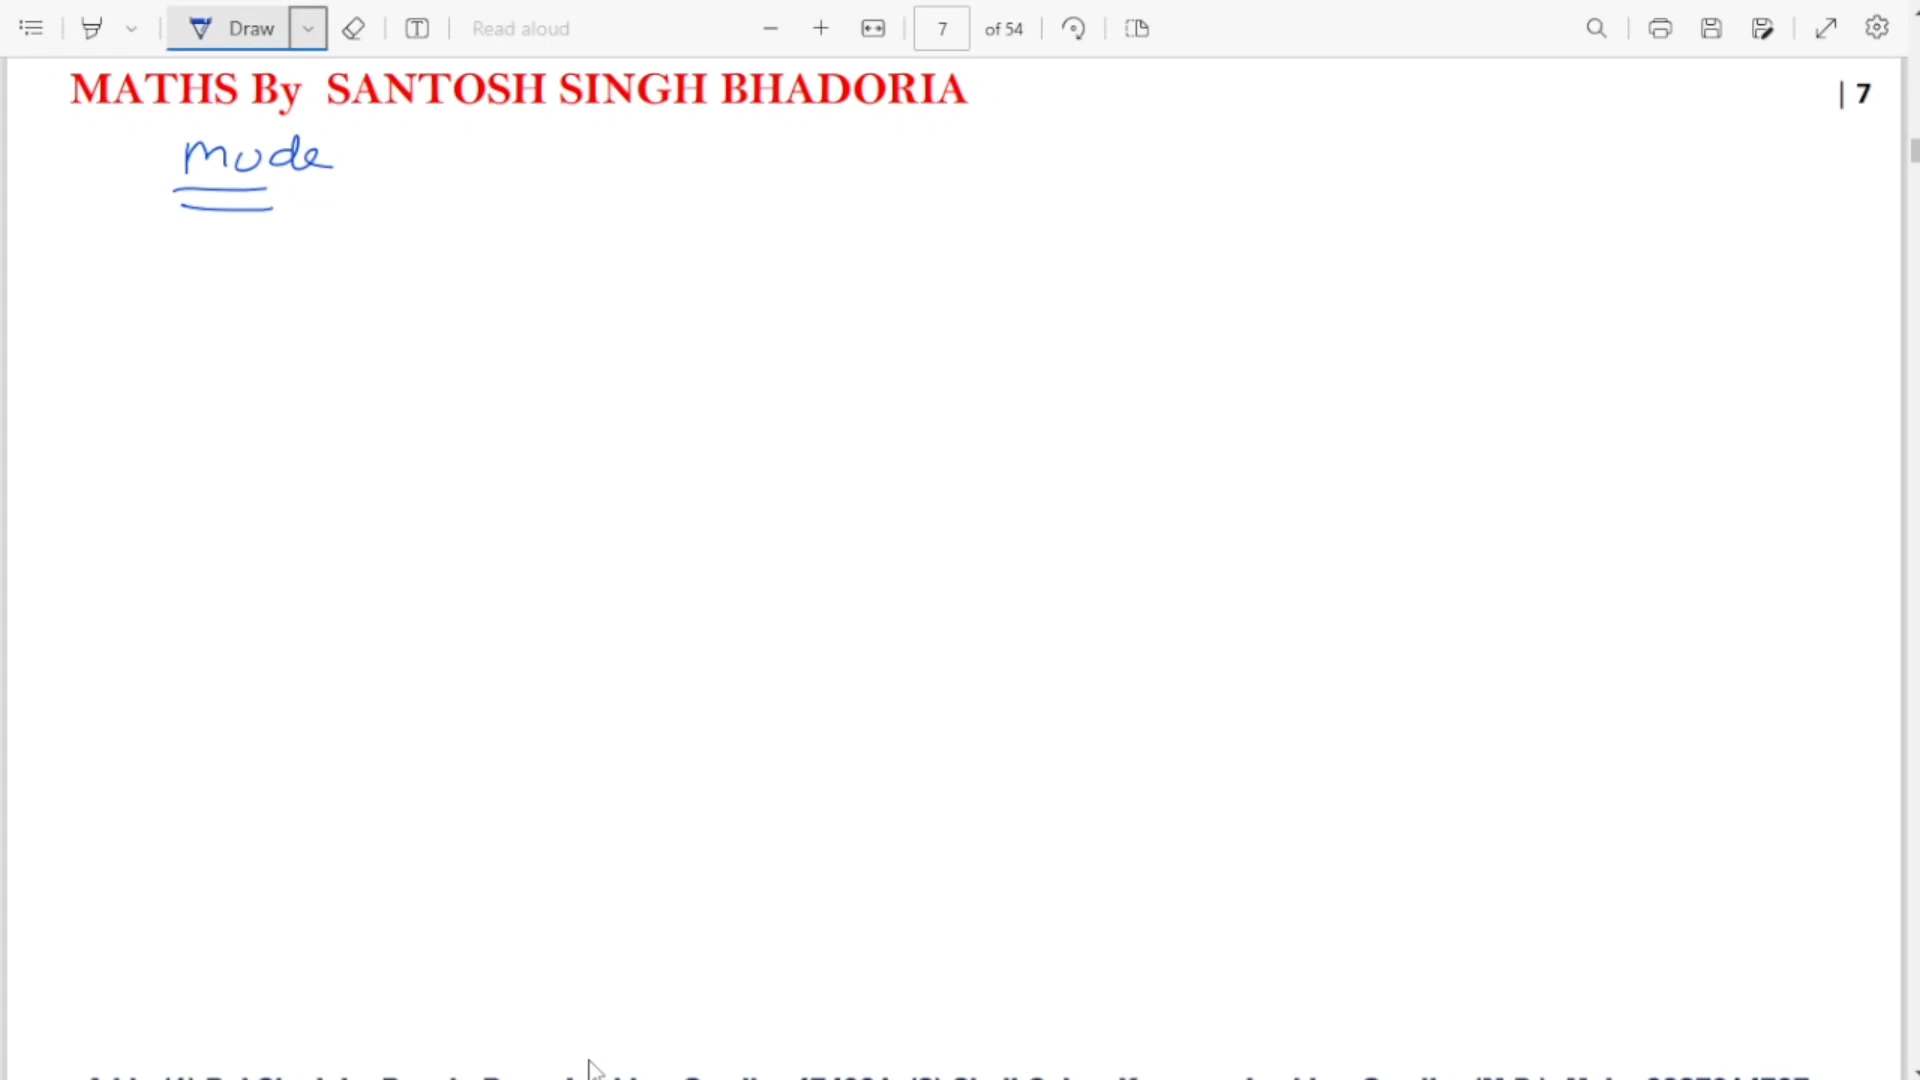 Draw Read aloud 7 of 54
MATHS By SANTOSH SINGH BHADORIA | 7
Mode